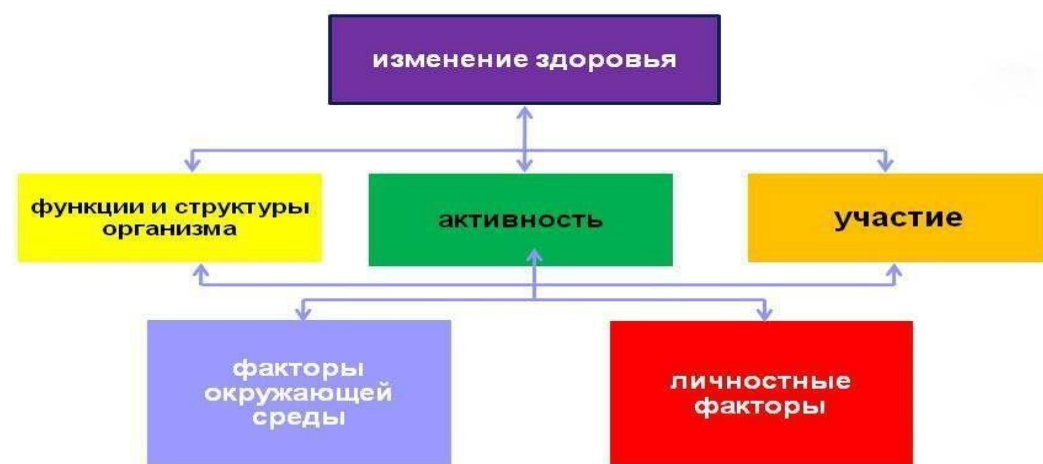 изменение здоровья
функции и структуры
организма
активность
участие
факторы
окружающей
среды
личностные
факторы